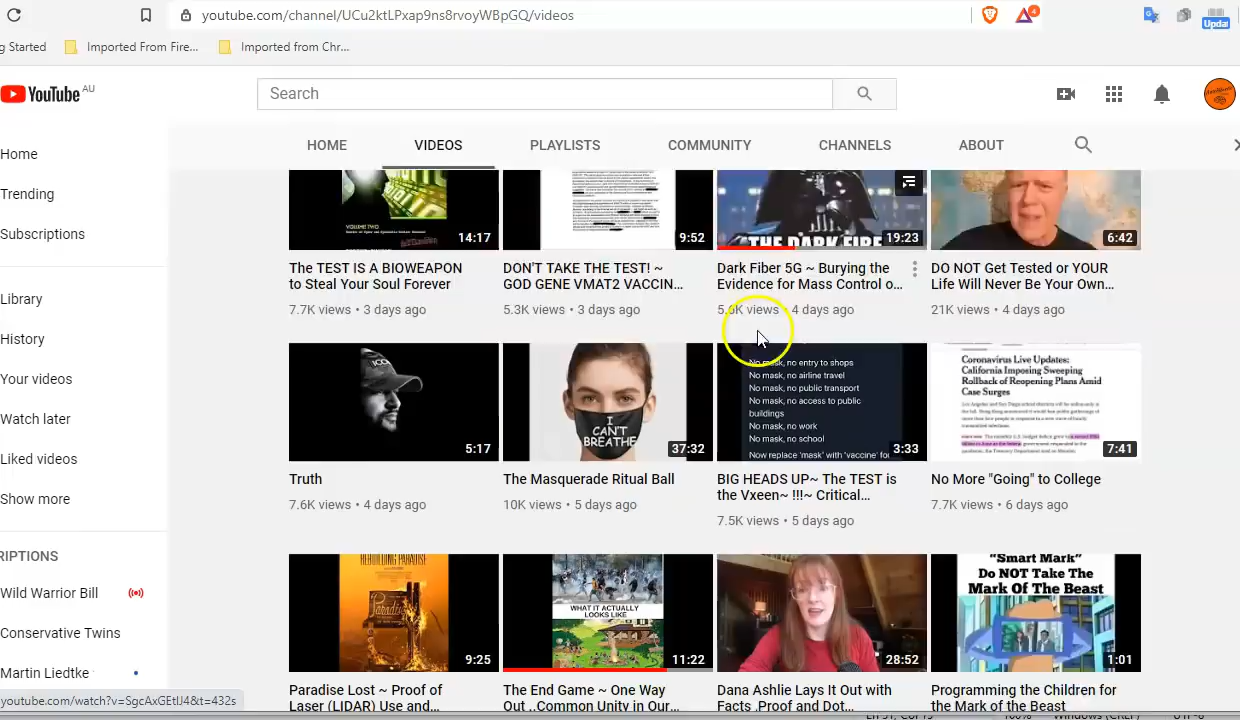 youtube.com/channel/UCu2ktLPxap9ns8rvoyWBpGQ/videos
4
Updat
g Started
Imported From Fire...
Imported from Chr...
YouTube AU
Search
HOME
VIDEOS
PLAYLISTS
COMMUNITY
CHANNELS
ABOUT
Home
Trending
Subscriptions
Library
History
Your videos
Watch later
Liked videos
Show more
RIPTIONS
Wild Warrior Bill
Conservative Twins
Martin Liedtke
VOLUME TWO
14:17
The TEST IS A BIOWEAPON
to Steal Your Soul Forever
7.7K views • 3 days ago
9:52
DON'T TAKE THE TEST! ~
GOD GENE VMAT2 VACCIN...
5.3K views • 3 days ago
THE DARK FIRE
19:23
Dark Fiber 5G ~ Burying the
Evidence for Mass Control o...
views • 4 days ago
6:42
DO NOT Get Tested or YOUR
Life Will Never Be Your Own...
21K views • 4 days ago
5:17
Truth
7.6K views • 4 days ago
I CAN'T
BREATHE
37:32
The Masquerade Ritual Ball
10K views • 5 days ago
No mask, no entry to shops
No mask, no airline travel
No mask, no public transport
No mask, no access to public
buildings
No mask, no work
No mask, no school
Now replace 'mask' with 'vaccine' for
3:33
BIG HEADS UP~ The TEST is
the Vxeen~ !!!~ Critical...
7.5K views • 5 days ago
Coronavirus Live Updates:
California Imposing Sweeping
Rollback of Reopening Plans Amid
Case Surges
7:41
No More "Going" to College
7.7K views • 6 days ago
REBUILDING PARADISE
Paradise
9:25
Paradise Lost ~ Proof of
Laser (LIDAR) Use and...
WHAT IT ACTUALLY
LOOKS LIKE
11:22
The End Game ~ One Way
Out ..Common Unity in Our...
28:52
Dana Ashlie Lays It Out with
Facts ,Proof and Dot...
"Smart Mark"
Do NOT Take The
Mark Of The Beast
1:01
Programming the Children for
the Mark of the Beast
youtube.com/watch?v=SgcAxGEtlJ4&t=432s